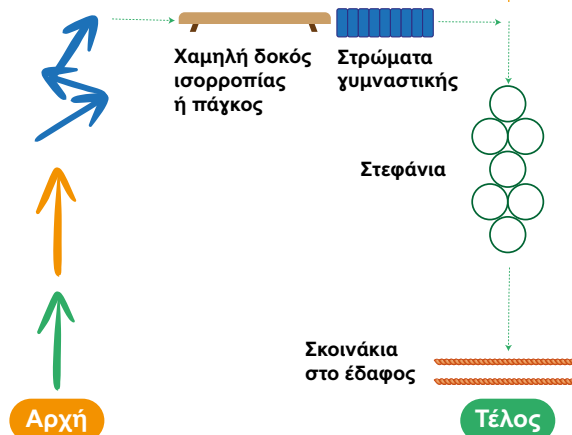 Χαμηλή δοκός
ισορροπίας
ή πάγκος
Στρώματα
γυμναστικής
Στεφάνια
Σκοινάκια
στο έδαφος
Αρχή
Τέλος